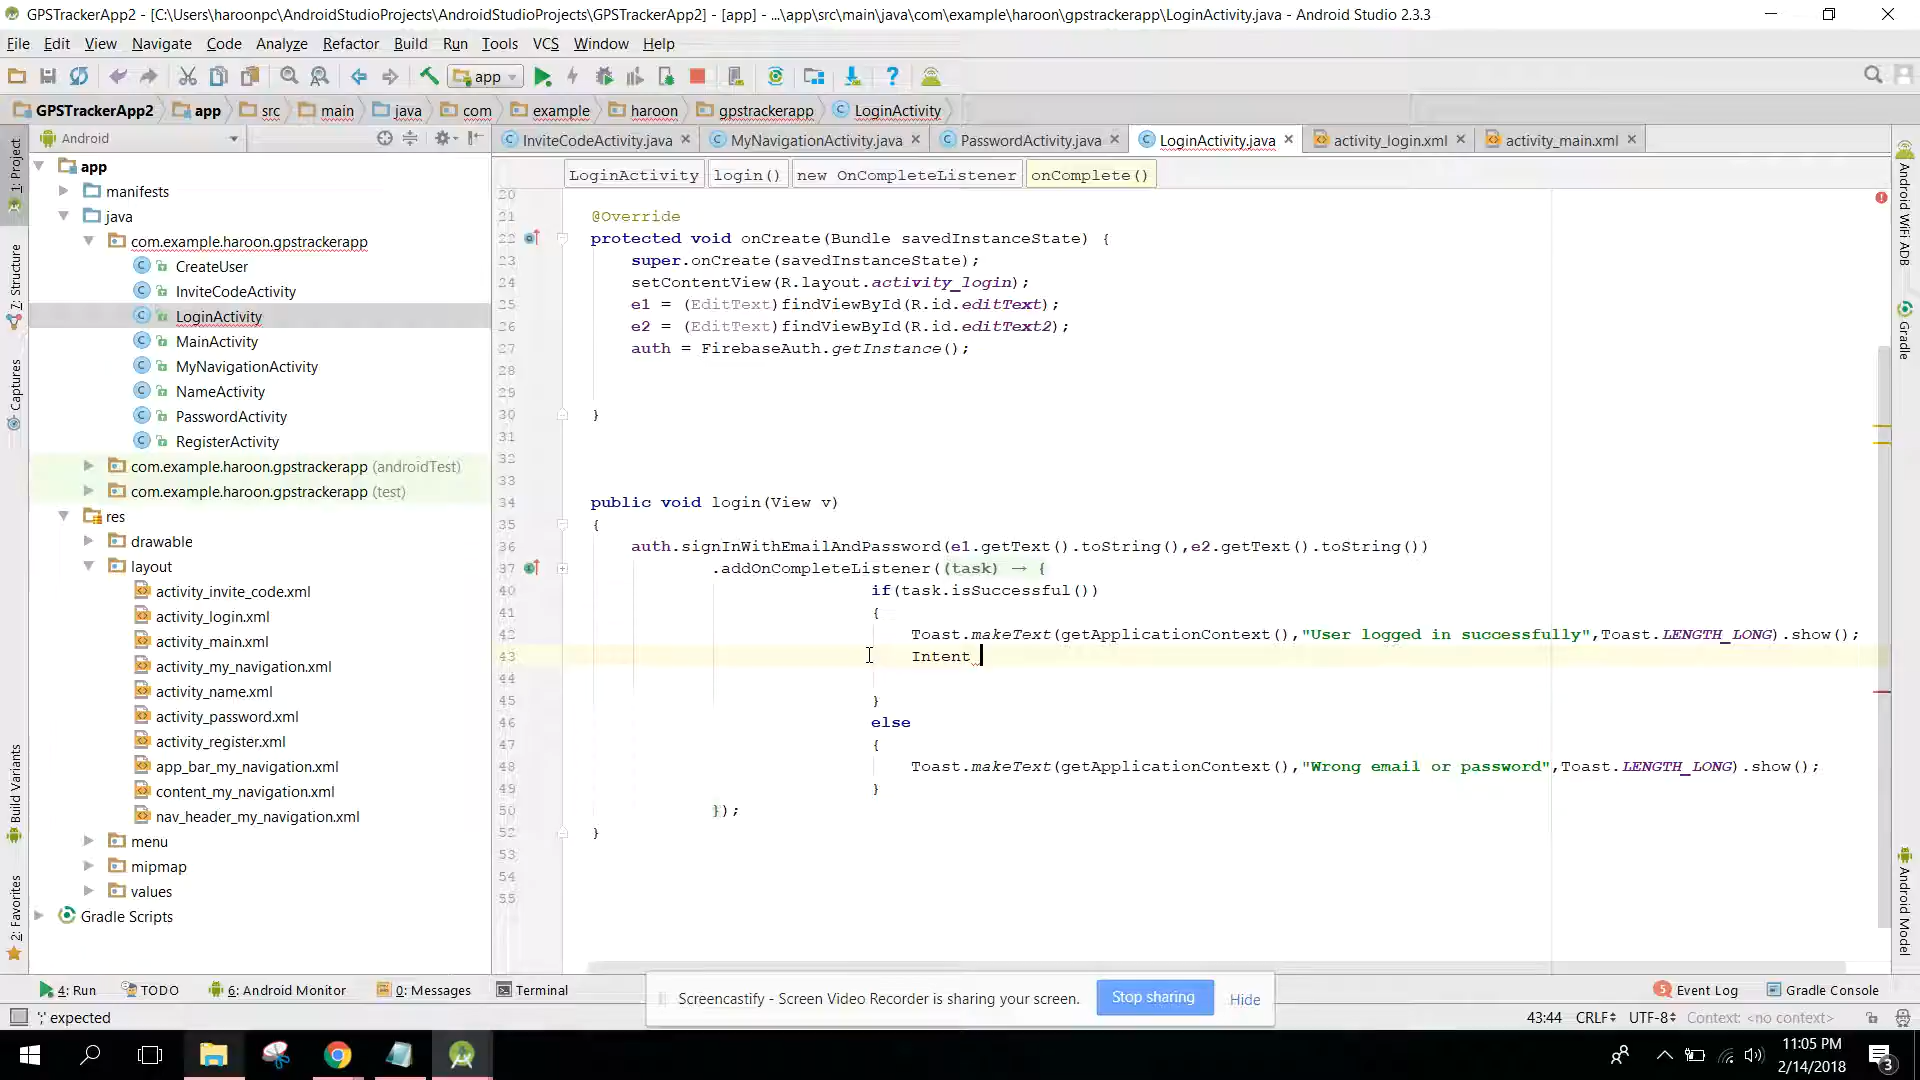 GPSTrackerApp2 - [C:\Users\haroonpc\AndroidStudioProjects\AndroidStudioProjects\GPSTrackerApp2] - [app] - ...\app\src\main\java\com\example\haroon\gpstrackerapp\LoginActivity.java - Android Studio 2.3.3
File Edit View Navigate Code Analyze Refactor Build Run Tools VCS Window Help
app
GPSTrackerApp2 app src main java com example haroon gpstrackerapp LoginActivity
Android
InviteCodeActivity.java MyNavigationActivity.java PasswordActivity.java LoginActivity.java activity_login.xml activity_main.xml
LoginActivity login() new OnCompleteListener onComplete()
1: Project
7: Structure
Captures
Build Variants
2: Favorites
app
manifests
java
com.example.haroon.gpstrackerapp
CreateUser
InviteCodeActivity
LoginActivity
MainActivity
MyNavigationActivity
NameActivity
PasswordActivity
RegisterActivity
com.example.haroon.gpstrackerapp (androidTest)
com.example.haroon.gpstrackerapp (test)
res
drawable
layout
activity_invite_code.xml
activity_login.xml
activity_main.xml
activity_my_navigation.xml
activity_name.xml
activity_password.xml
activity_register.xml
app_bar_my_navigation.xml
content_my_navigation.xml
nav_header_my_navigation.xml
menu
mipmap
values
Gradle Scripts
20
21 @Override
22 protected void onCreate(Bundle savedInstanceState) {
23 super.onCreate(savedInstanceState);
24 setContentView(R.layout.activity_login);
25 e1 = (EditText)findViewById(R.id.editText);
26 e2 = (EditText)findViewById(R.id.editText2);
27 auth = FirebaseAuth.getInstance();
28
29
30 }
31
32
33
34 public void login(View v)
35 {
36 auth.signInWithEmailAndPassword(e1.getText().toString(),e2.getText().toString())
37 .addOnCompleteListener((task) → {
40 if(task.isSuccessful())
41 {
42 Toast.makeText(getApplicationContext(),"User logged in successfully",Toast.LENGTH_LONG).show();
43 Intent
44
45 }
46 else
47 {
48 Toast.makeText(getApplicationContext(),"Wrong email or password",Toast.LENGTH_LONG).show();
49 }
50 });
52 }
53
54
55
Android WiFi ADB
Gradle
Android Model
4: Run TODO 6: Android Monitor 0: Messages Terminal
Screencastify - Screen Video Recorder is sharing your screen. Stop sharing Hide
5 Event Log Gradle Console
';' expected
43:44 CRLF UTF-8 Context: <no context>
11:05 PM
2/14/2018
3